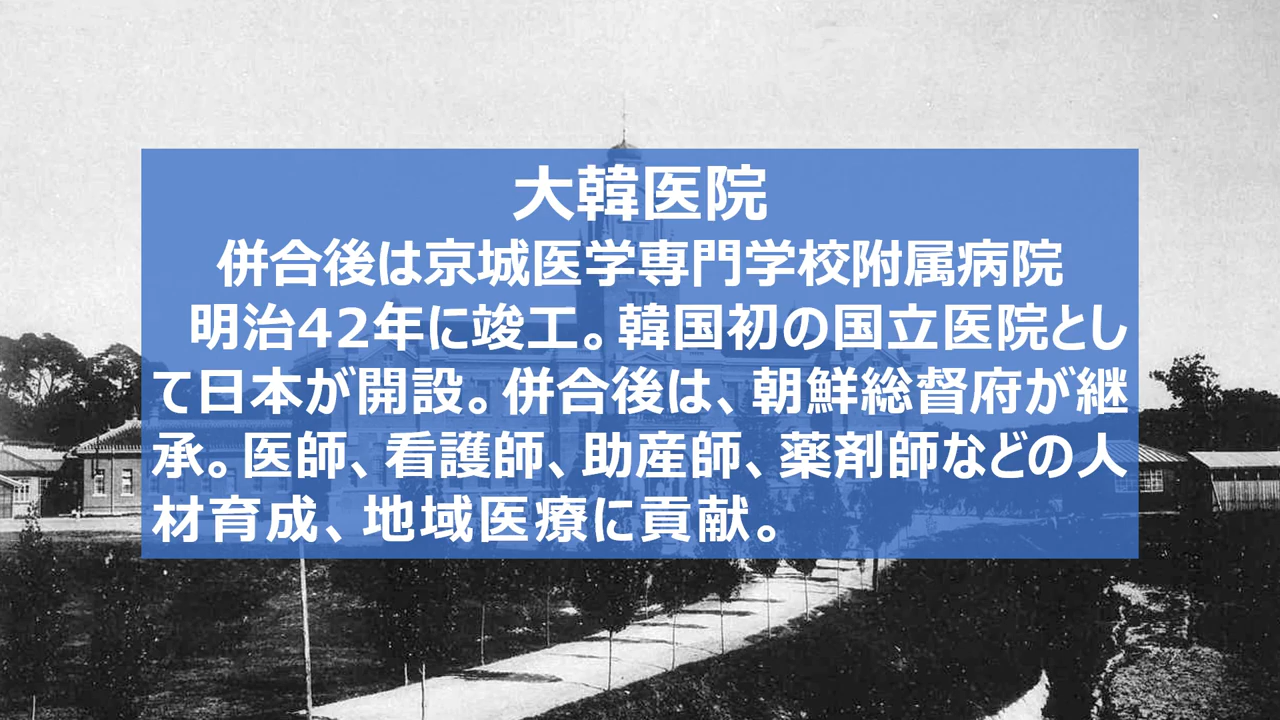 大韓医院
併合後は京城医学専門学校附属病院
明治42年に竣工。韓国初の国立医院とし
て日本が開設。併合後は、朝鮮総督府が継
承。医師、看護師、助産師、薬剤師などの人
材育成、地域医療に貢献。